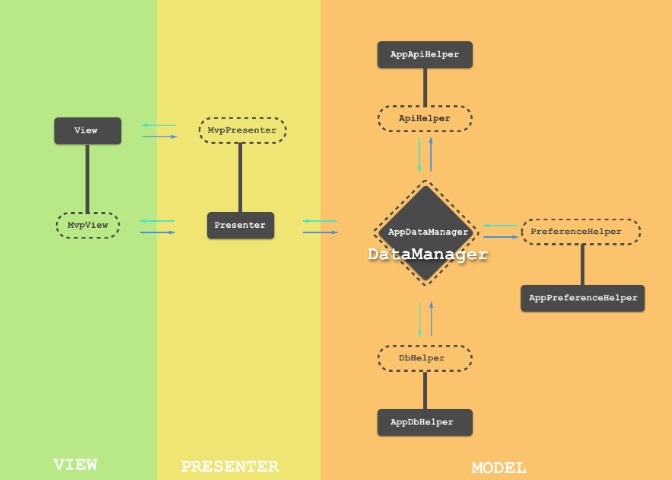 AppApiHelper
ApiHelper
View
MvpPresenter
MvpView
Presenter
AppDataManager
DataManager
PreferenceHelper
AppPreferenceHelper
DbHelper
AppDbHelper
VIEW
PRESENTER
MODEL